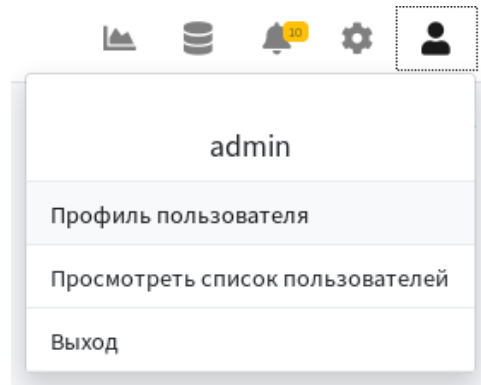 10
admin
Профиль пользователя
Просмотреть список пользователей
Выход